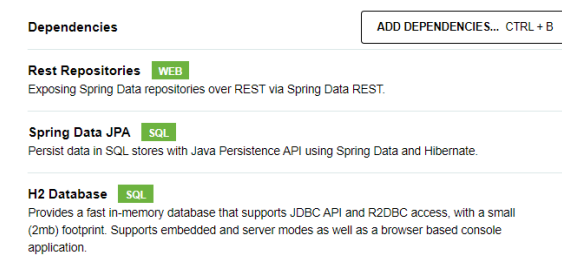 Dependencies
ADD DEPENDENCIES... CTRL + B
Rest Repositories WEB
Exposing Spring Data repositories over REST via Spring Data REST.
Spring Data JPA SQL
Persist data in SQL stores with Java Persistence API using Spring Data and Hibernate.
H2 Database SQL
Provides a fast in-memory database that supports JDBC API and R2DBC access, with a small
(2mb) footprint. Supports embedded and server modes as well as a browser based console
application.